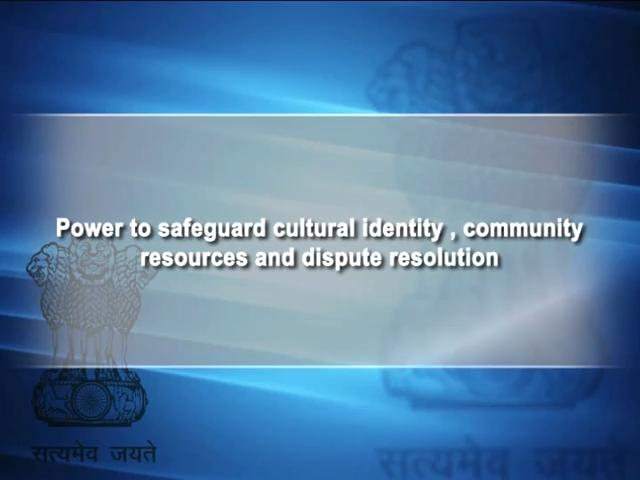 Power to safeguard cultural identity , community
resources and dispute resolution
सत्यमेव जयते
सत्यमेव जयते